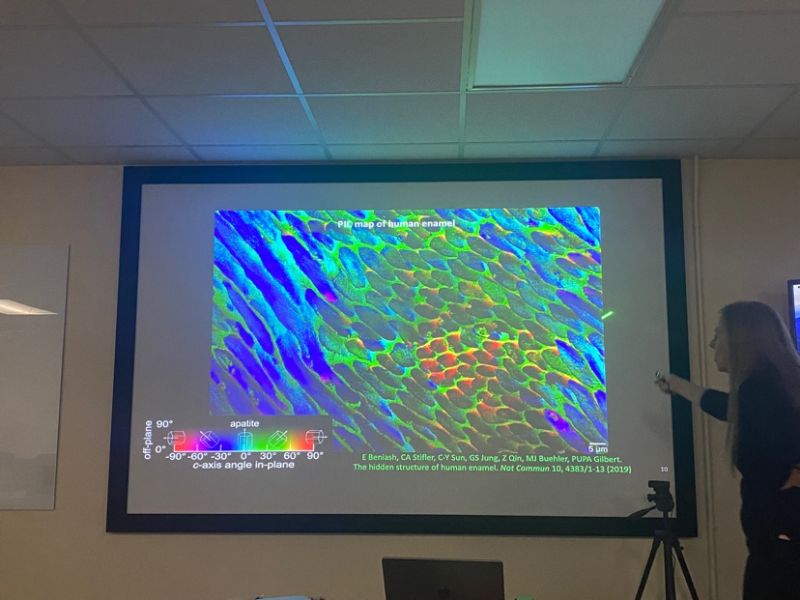 PIC map of human enamel
5 µm
apatite
off-plane
90°
0°
-90° -60° -30° 0° 30° 60° 90°
c-axis angle in-plane
E Beniash, CA Stifler, C-Y Sun, GS Jung, Z Qin, MJ Buehler, PUPA Gilbert.
The hidden structure of human enamel. Nat Commun 10, 4383/1-13 (2019)
10